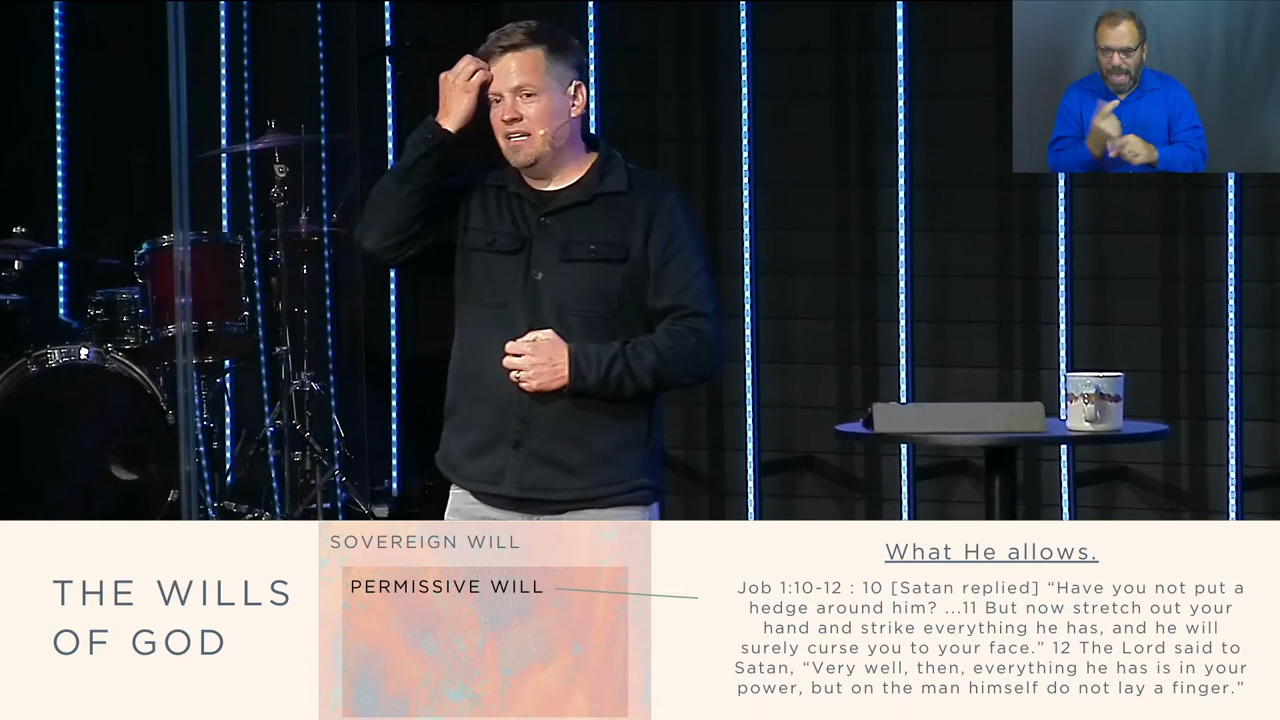 THE WILLS
OF GOD
SOVEREIGN WILL
PERMISSIVE WILL
What He allows.
Job 1:10-12 : 10 [Satan replied] “Have you not put a
hedge around him? ...11 But now stretch out your
hand and strike everything he has, and he will
surely curse you to your face.” 12 The Lord said to
Satan, “Very well, then, everything he has is in your
power, but on the man himself do not lay a finger.”